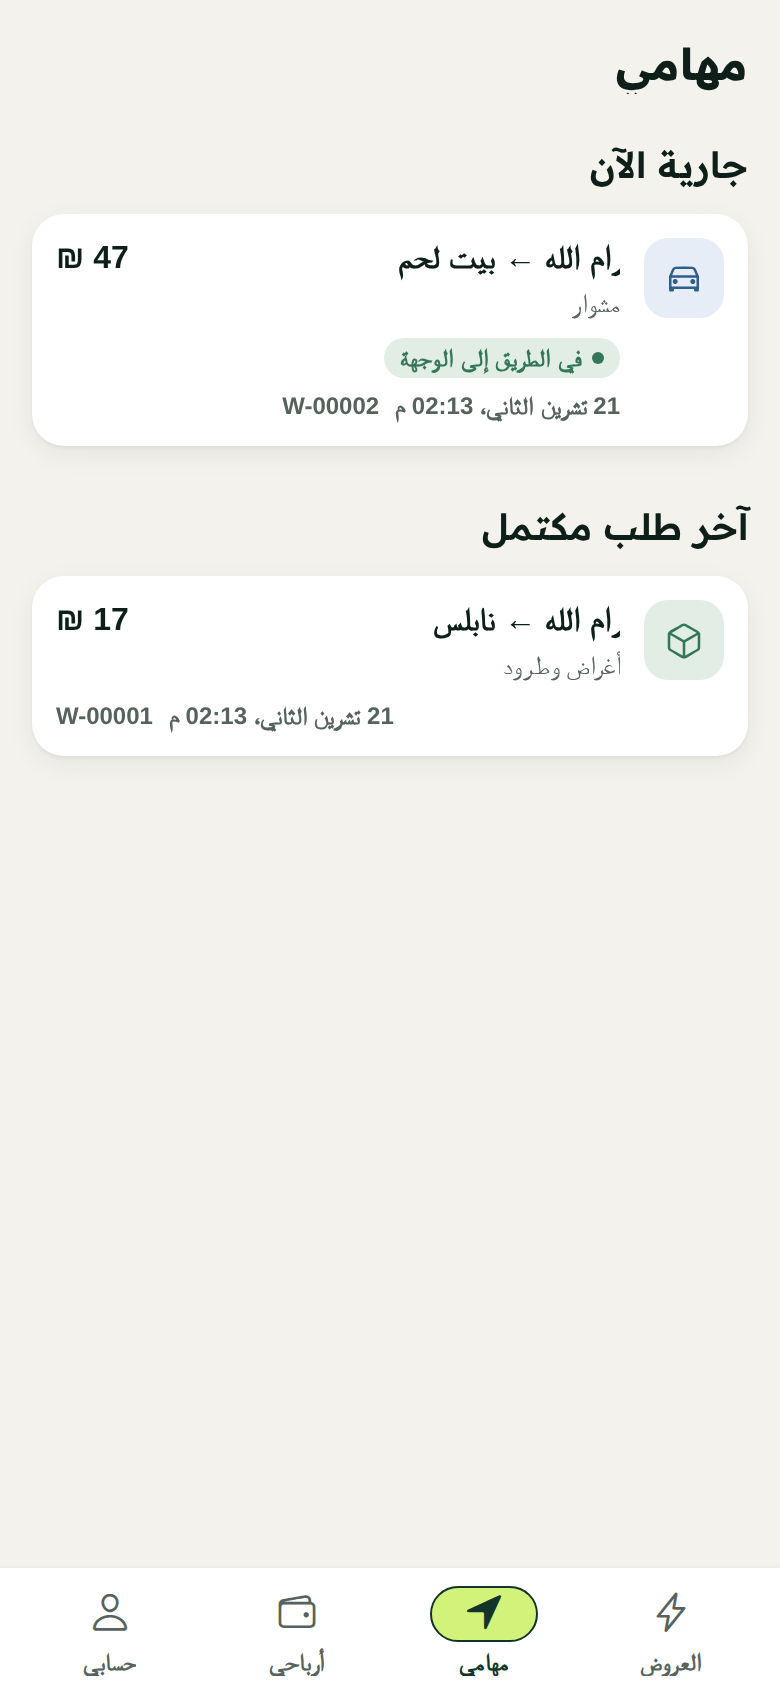 مهامي
جارية الآن
رام الله ← بيت لحم
47 ₪
مشوار
في الطريق إلى الوجهة
21 تشرين الثاني، 02:13 م W-00002
آخر طلب مكتمل
رام الله ← نابلس
17 ₪
أغراض وطرود
21 تشرين الثاني، 02:13 م W-00001
العروض
مهامي
أرباحي
حسابي